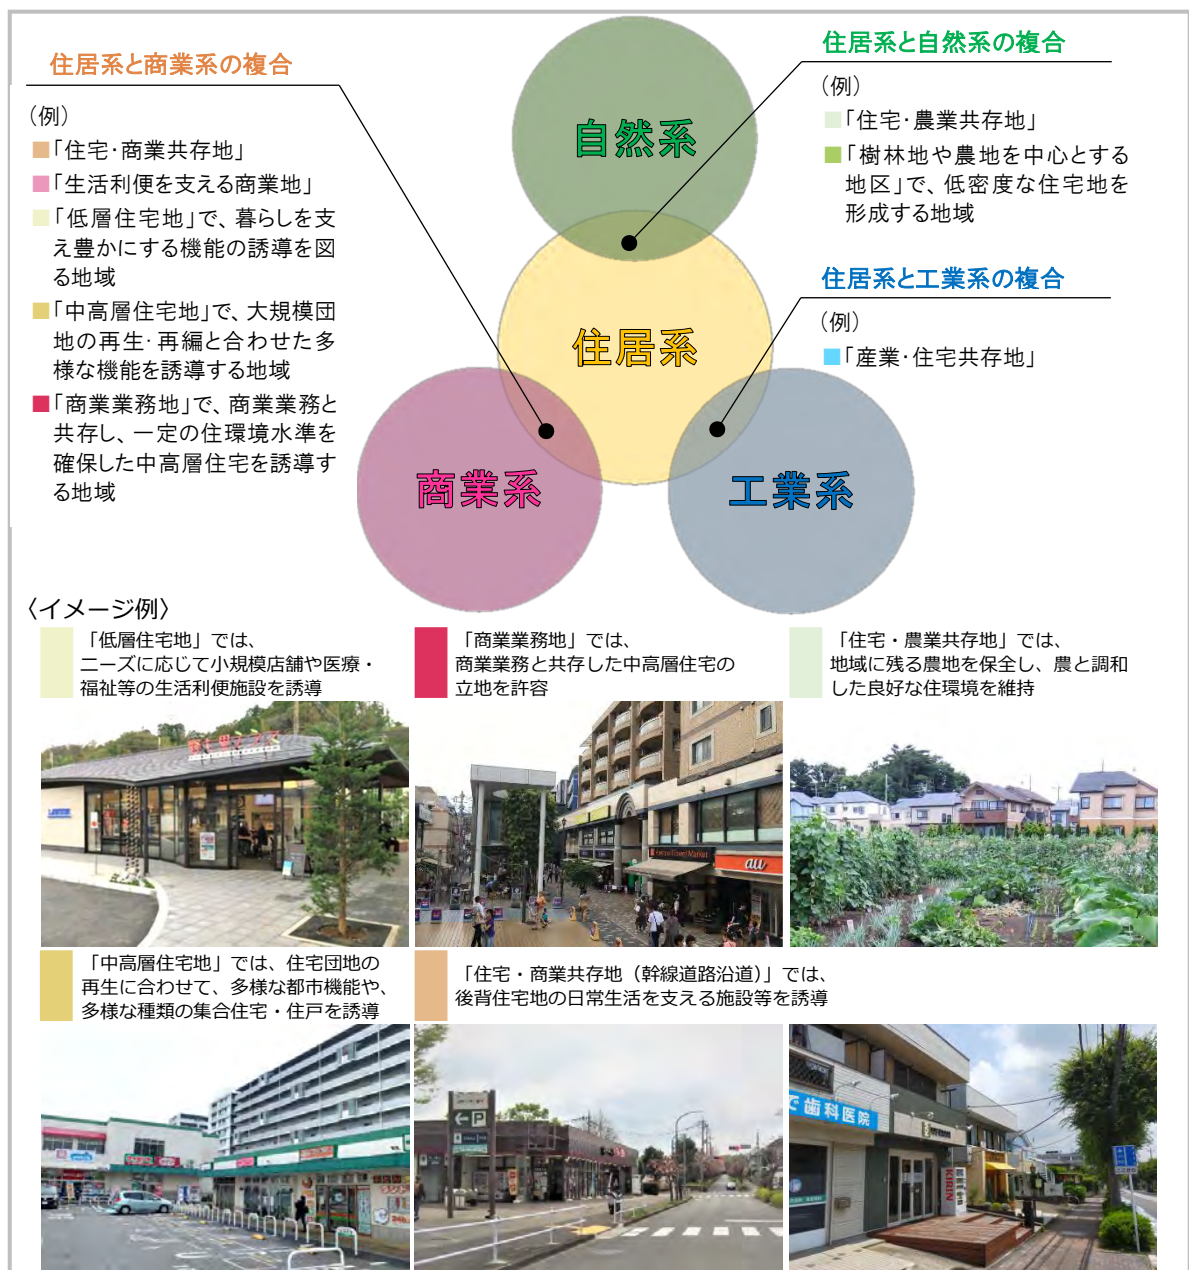 住居系と商業系の複合
(例)
■「住宅・商業共存地」
■「生活利便を支える商業地」
■「低層住宅地」で、暮らしを支
え豊かにする機能の誘導を図
る地域
■「中高層住宅地」で、大規模団
地の再生・再編と合わせた多
様な機能を誘導する地域
■「商業業務地」で、商業業務と
共存し、一定の住環境水準を
確保した中高層住宅を誘導す
る地域
自然系
住居系
商業系
工業系
住居系と自然系の複合
(例)
■「住宅・農業共存地」
■「樹林地や農地を中心とする
地区」で、低密度な住宅地を
形成する地域
住居系と工業系の複合
(例)
■「産業・住宅共存地」
〈イメージ例〉
「低層住宅地」では、
ニーズに応じて小規模店舗や医療・
福祉等の生活利便施設を誘導
「商業業務地」では、
商業業務と共存した中高層住宅の
立地を許容
「住宅・農業共存地」では、
地域に残る農地を保全し、農と調和
した良好な住環境を維持
au
「中高層住宅地」では、住宅団地の
再生に合わせて、多様な都市機能や、
多様な種類の集合住宅・住戸を誘導
「住宅・商業共存地(幹線道路沿道)」では、
後背住宅地の日常生活を支える施設等を誘導
←P
で歯科医院
KIRIN